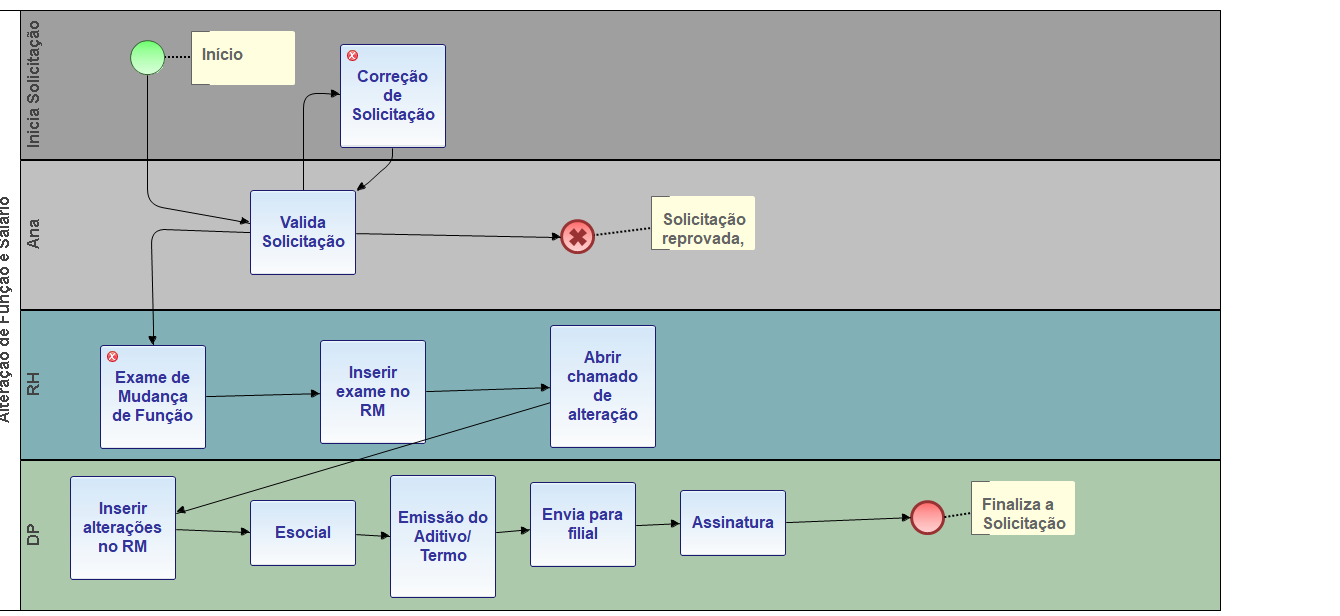 Alteração de Função e Salário
Inicia Solicitação
Início
Correção
de
Solicitação
Ana
Valida
Solicitação
Solicitação
reprovada,
RH
Exame de
Mudança
de Função
Inserir
exame no
RM
Abrir
chamado
de
alteração
DP
Inserir
alterações
no RM
Esocial
Emissão do
Aditivo/
Termo
Envia para
filial
Assinatura
Finaliza a
Solicitação